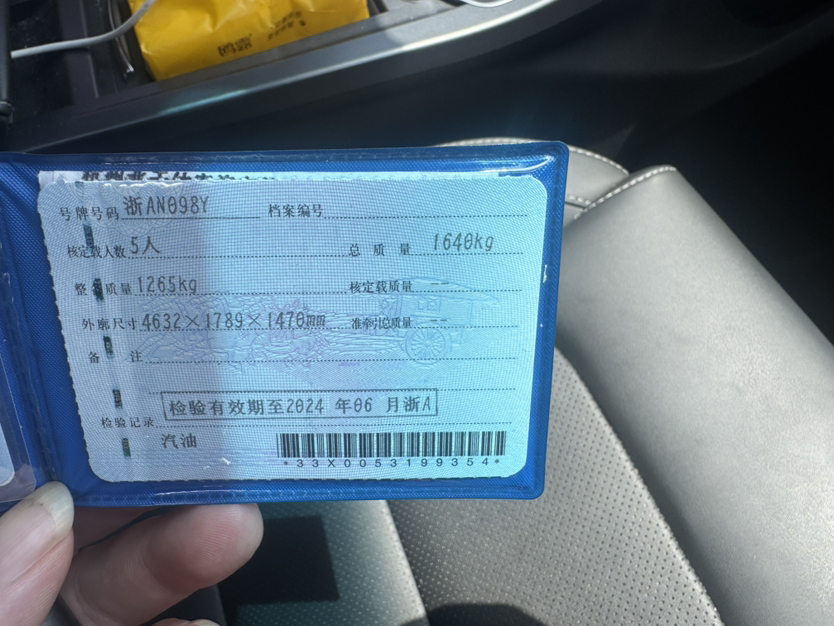 号牌号码 浙AN098Y 档案编号
核定载人数 5人 总质量 1640kg
整备质量 1265kg 核定载质量 --
外廓尺寸 4632×1789×1470mm 准牵引总质量 --
备注
检验有效期至2024年06月浙A
检验记录
汽油
*33X0053199354*